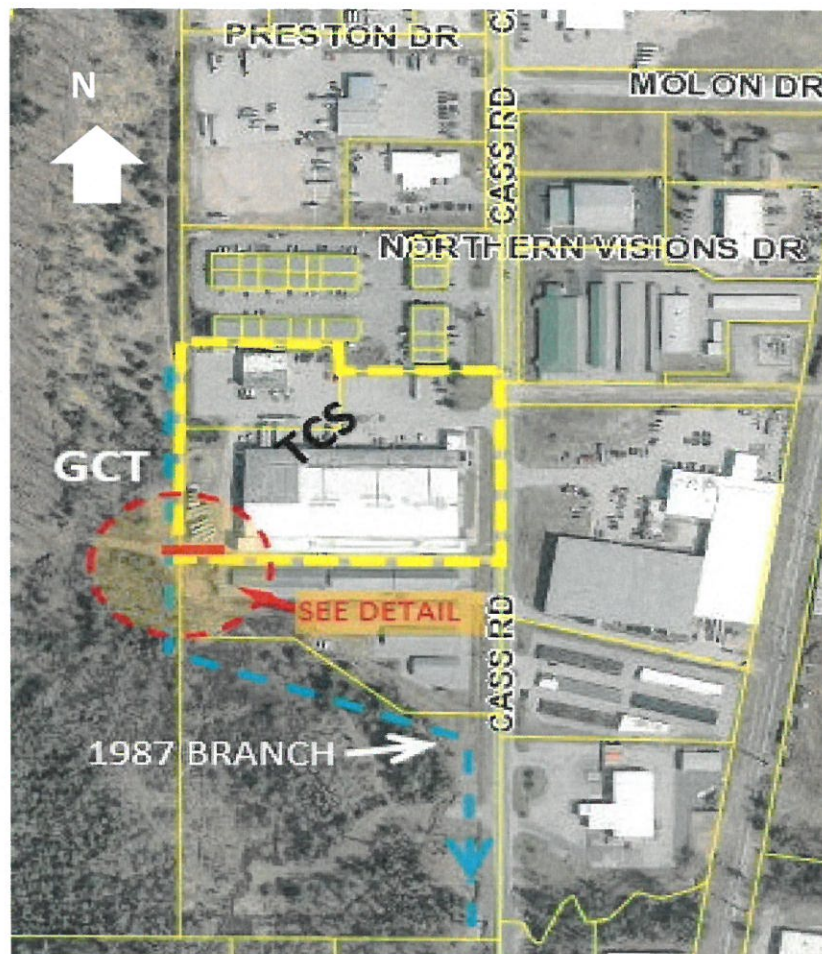 PRESTON DR
N
MOLON DR
CASS RD
NORTHERN VISIONS DR
TCS
GCT
SEE DETAIL
CASS RD
1987 BRANCH